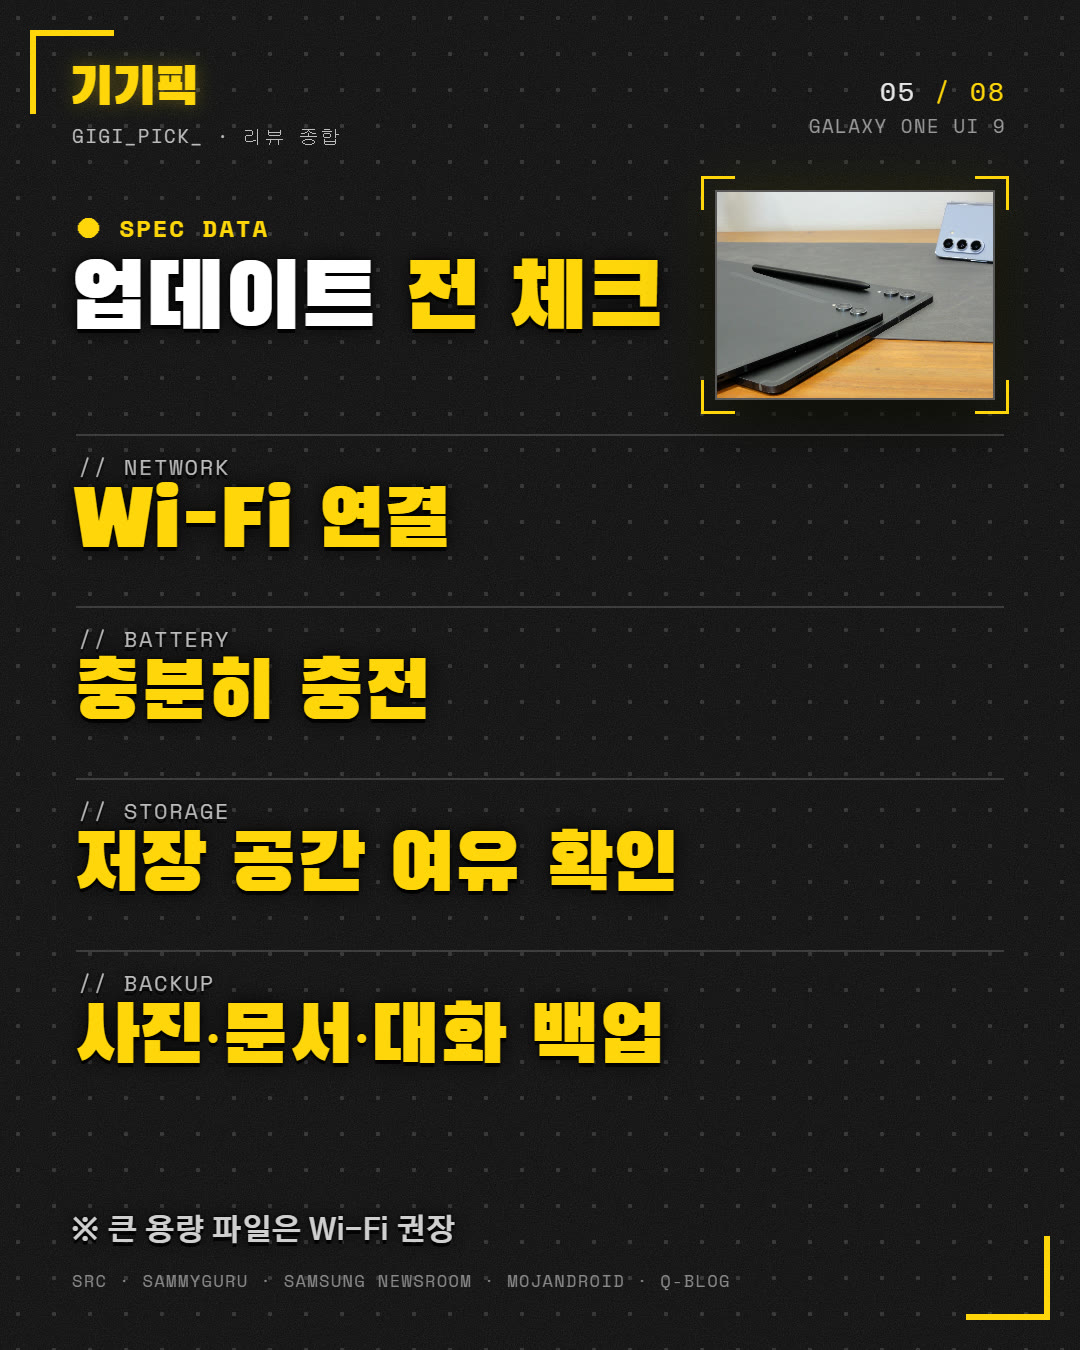 기기픽
GIGI_PICK_ · 리뷰 종합
05 / 08
GALAXY ONE UI 9
SPEC DATA
업데이트 전 체크
// NETWORK
Wi-Fi 연결
// BATTERY
충분히 충전
// STORAGE
저장 공간 여유 확인
// BACKUP
사진·문서·대화 백업
※ 큰 용량 파일은 Wi-Fi 권장
SRC · SAMMYGURU · SAMSUNG NEWSROOM · MOJANDROID · Q-BLOG